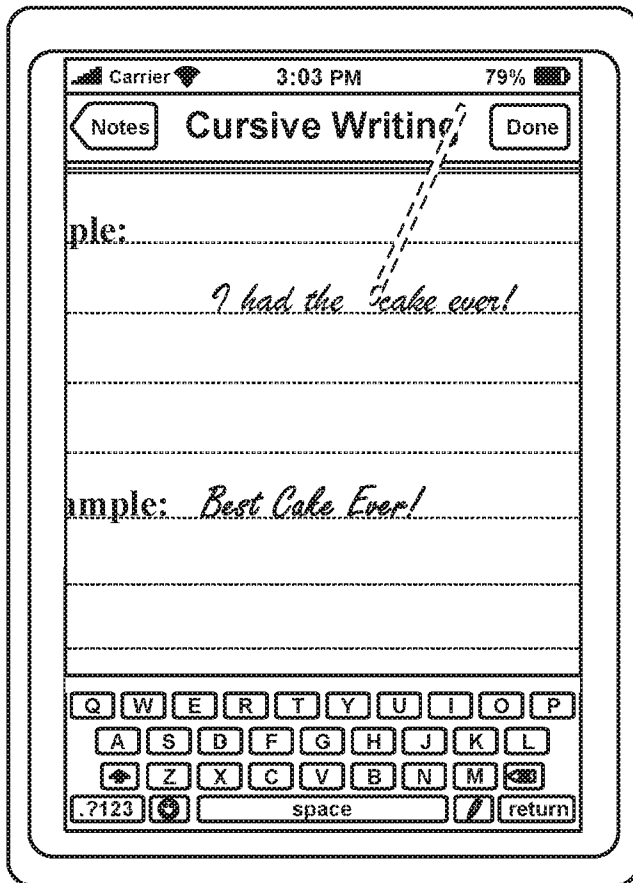 Carrier 3:03 PM 79%
Notes Cursive Writing Done
ple:
I had the cake ever!
ample: Best Cake Ever!
Q W E R T Y U I O P
A S D F G H J K L
Z X C V B N M
.?123 space return